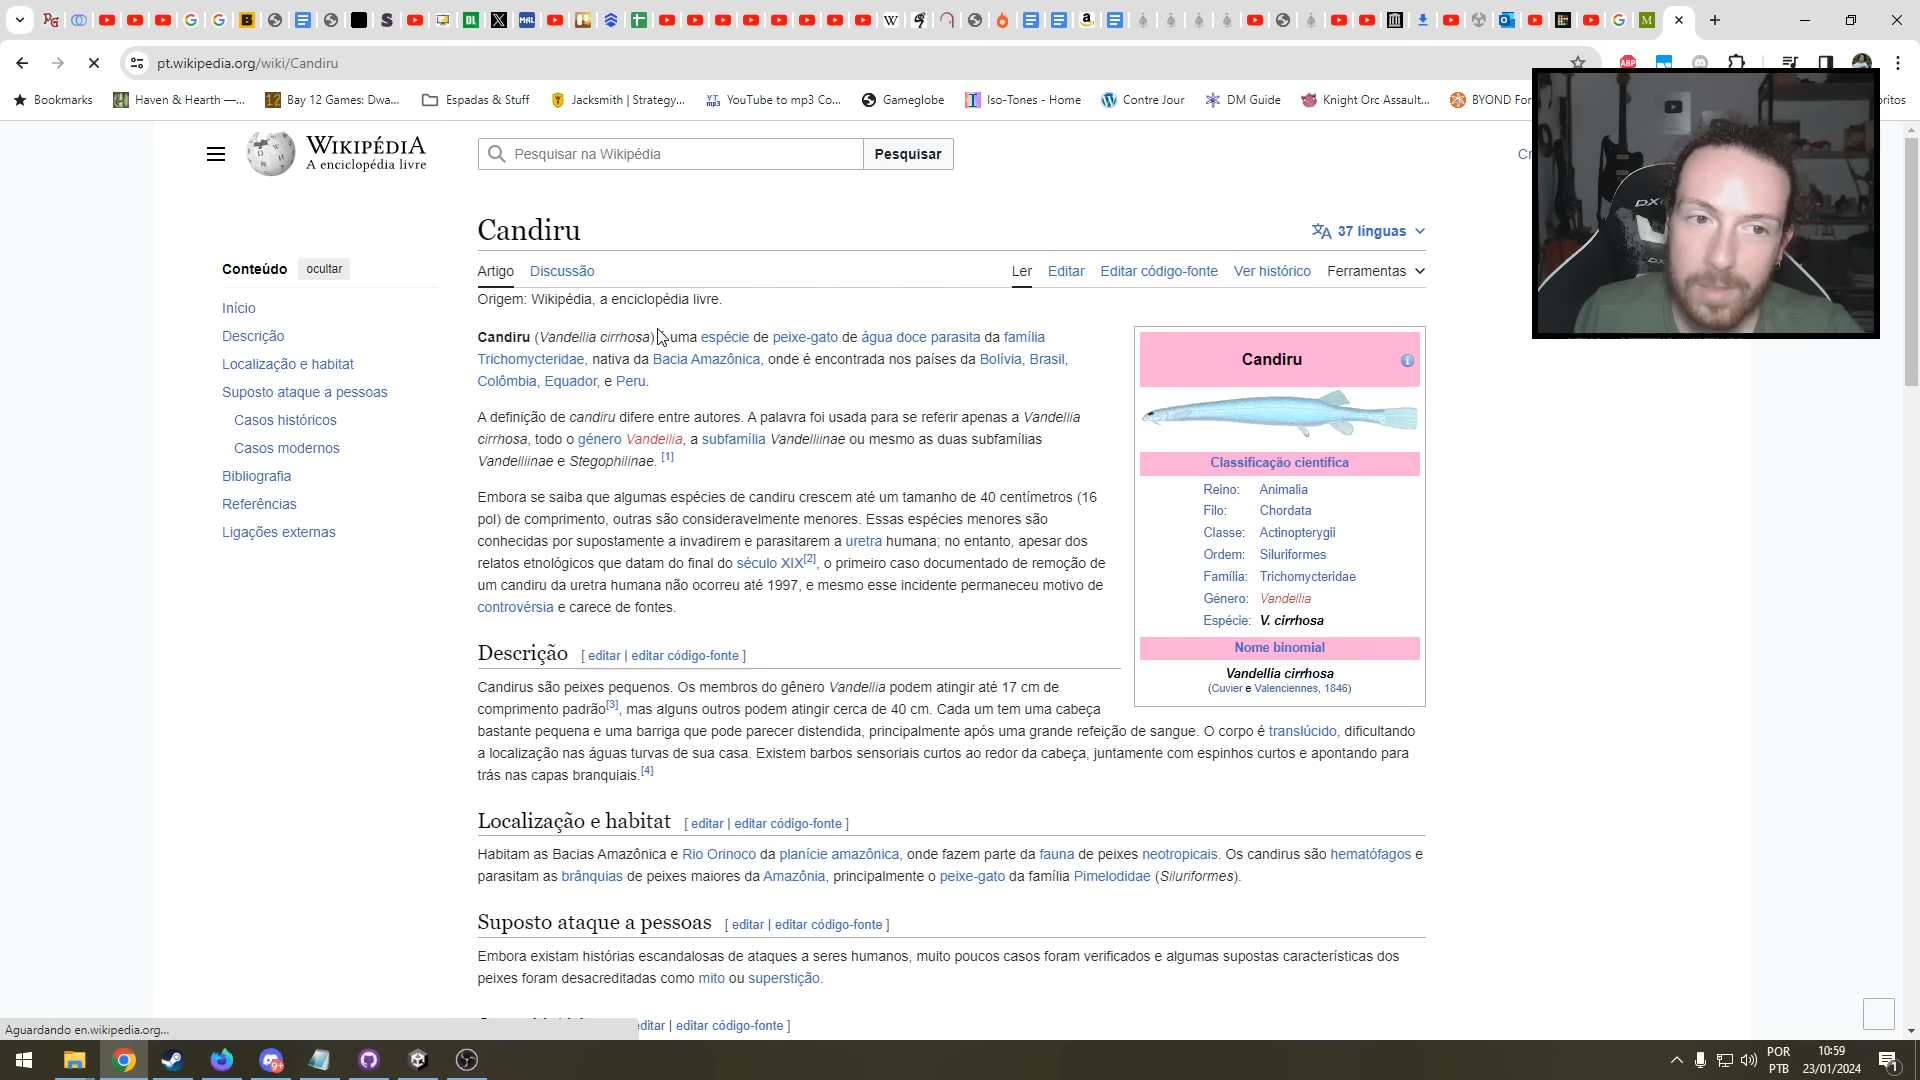 pt.wikipedia.org/wiki/Candiru
Bookmarks
Haven & Hearth —...
Bay 12 Games: Dwa...
Espadas & Stuff
Jacksmith | Strategy...
YouTube to mp3 Co...
Gameglobe
Iso-Tones - Home
Contre Jour
DM Guide
Knight Orc Assault...
BYOND For
oritos
WIKIPÉDIA
A enciclopédia livre
Pesquisar na Wikipédia
Pesquisar
Cr
Candiru
37 línguas
Artigo
Discussão
Ler
Editar
Editar código-fonte
Ver histórico
Ferramentas
Conteúdo
ocultar
Início
Descrição
Localização e habitat
Suposto ataque a pessoas
Casos históricos
Casos modernos
Bibliografia
Referências
Ligações externas
Origem: Wikipédia, a enciclopédia livre.
Candiru (Vandellia cirrhosa) uma espécie de peixe-gato de água doce parasita da família
Trichomycteridae, nativa da Bacia Amazônica, onde é encontrada nos países da Bolívia, Brasil,
Colômbia, Equador, e Peru.
A definição de candiru difere entre autores. A palavra foi usada para se referir apenas a Vandellia
cirrhosa, todo o género Vandellia, a subfamília Vandelliinae ou mesmo as duas subfamílias
Vandelliinae e Stegophilinae. [1]
Embora se saiba que algumas espécies de candiru crescem até um tamanho de 40 centímetros (16
pol) de comprimento, outras são consideravelmente menores. Essas espécies menores são
conhecidas por supostamente a invadirem e parasitarem a uretra humana; no entanto, apesar dos
relatos etnológicos que datam do final do século XIX[2], o primeiro caso documentado de remoção de
um candiru da uretra humana não ocorreu até 1997, e mesmo esse incidente permaneceu motivo de
controvérsia e carece de fontes.
Candiru
Classificação científica
Reino: Animalia
Filo: Chordata
Classe: Actinopterygii
Ordem: Siluriformes
Família: Trichomycteridae
Género: Vandellia
Espécie: V. cirrhosa
Nome binomial
Vandellia cirrhosa
(Cuvier e Valenciennes, 1846)
Descrição [ editar | editar código-fonte ]
Candirus são peixes pequenos. Os membros do gênero Vandellia podem atingir até 17 cm de
comprimento padrão[3], mas alguns outros podem atingir cerca de 40 cm. Cada um tem uma cabeça
bastante pequena e uma barriga que pode parecer distendida, principalmente após uma grande refeição de sangue. O corpo é translúcido, dificultando
a localização nas águas turvas de sua casa. Existem barbos sensoriais curtos ao redor da cabeça, juntamente com espinhos curtos e apontando para
trás nas capas branquiais.[4]
Localização e habitat [ editar | editar código-fonte ]
Habitam as Bacias Amazônica e Rio Orinoco da planície amazônica, onde fazem parte da fauna de peixes neotropicais. Os candirus são hematófagos e
parasitam as brânquias de peixes maiores da Amazônia, principalmente o peixe-gato da família Pimelodidae (Siluriformes).
Suposto ataque a pessoas [ editar | editar código-fonte ]
Embora existam histórias escandalosas de ataques a seres humanos, muito poucos casos foram verificados e algumas supostas características dos
peixes foram desacreditadas como mito ou superstição.
editar | editar código-fonte ]
Aguardando en.wikipedia.org...
POR
PTB
10:59
23/01/2024